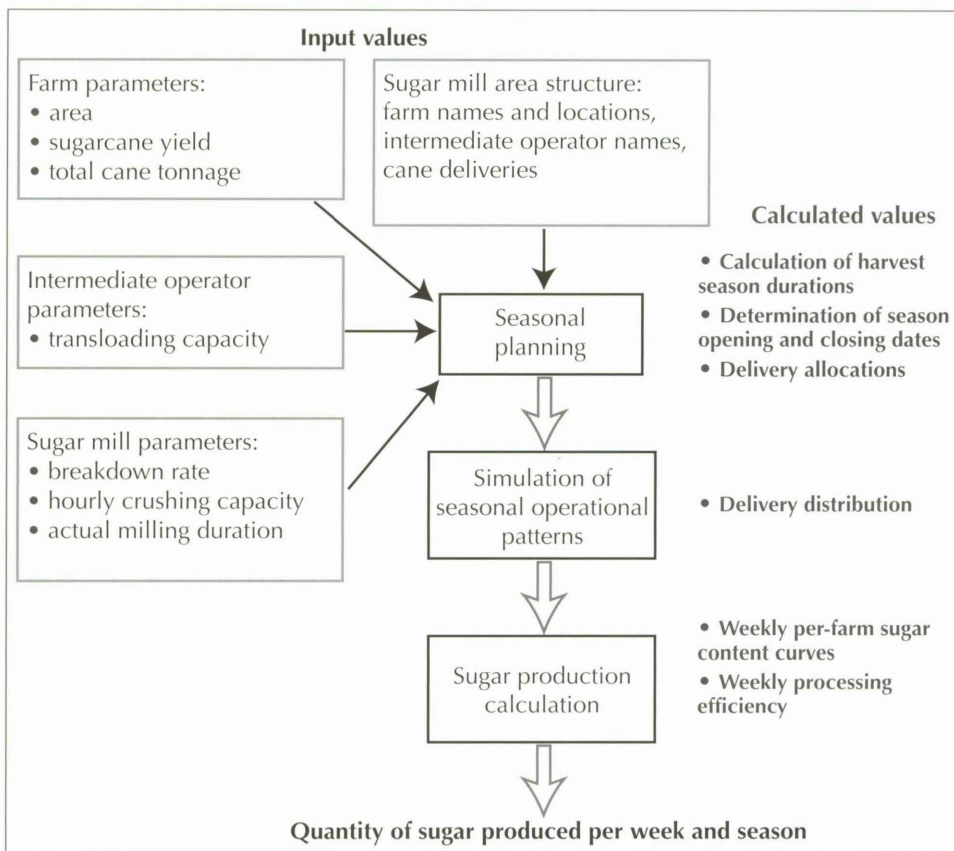 Input values
Farm parameters:
• area
• sugarcane yield
• total cane tonnage
Sugar mill area structure:
farm names and locations,
intermediate operator names,
cane deliveries
Intermediate operator
parameters:
• transloading capacity
Sugar mill parameters:
• breakdown rate
• hourly crushing capacity
• actual milling duration
Seasonal
planning
Calculated values
• Calculation of harvest
season durations
• Determination of season
opening and closing dates
• Delivery allocations
Simulation of
seasonal operational
patterns
• Delivery distribution
Sugar production
calculation
• Weekly per-farm sugar
content curves
• Weekly processing
efficiency
Quantity of sugar produced per week and season